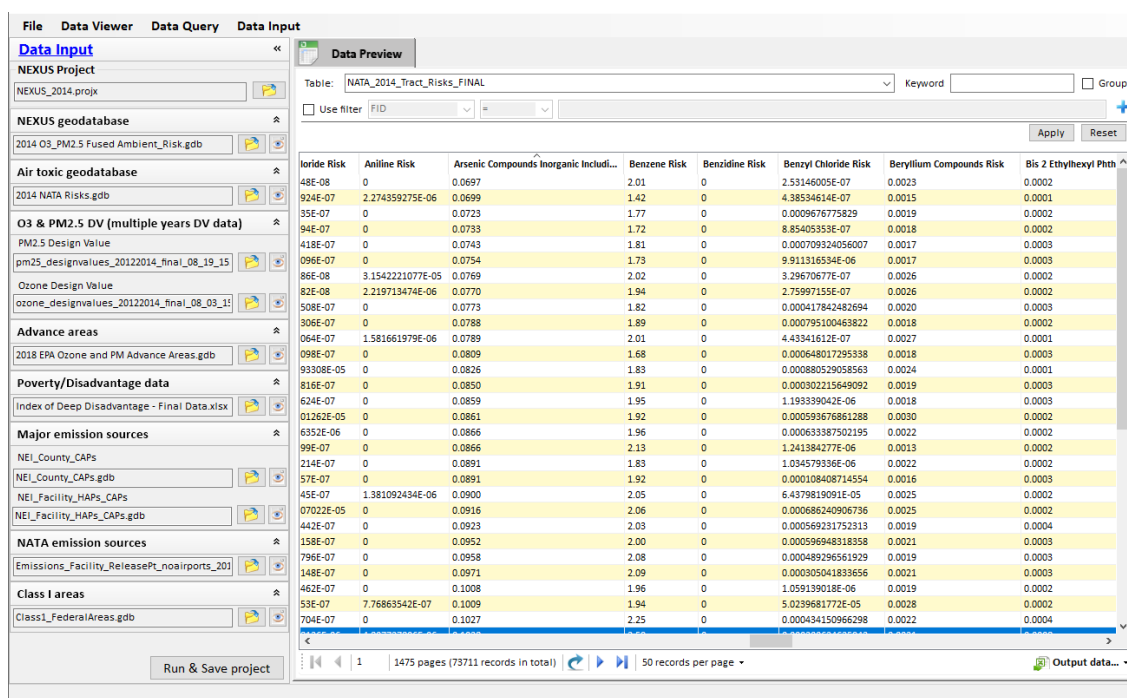 File Data Viewer Data Query Data Input
Data Input «
NEXUS Project
NEXUS_2014.projx
NEXUS geodatabase
2014 O3_PM2.5 Fused Ambient_Risk.gdb
Air toxic geodatabase
2014 NATA Risks.gdb
O3 & PM2.5 DV (multiple years DV data)
PM2.5 Design Value
pm25_designvalues_20122014_final_08_19_15
Ozone Design Value
ozone_designvalues_20122014_final_08_03_15
Advance areas
2018 EPA Ozone and PM Advance Areas.gdb
Poverty/Disadvantage data
Index of Deep Disadvantage - Final Data.xlsx
Major emission sources
NEI_County_CAPs
NEI_County_CAPs.gdb
NEI_Facility_HAPs_CAPs
NEI_Facility_HAPs_CAPs.gdb
NATA emission sources
Emissions_Facility_ReleasePt_noairports_201
Class I areas
Class1_FederalAreas.gdb
Run & Save project
Data Preview
Table: NATA_2014_Tract_Risks_FINAL Keyword Group
Use filter FID =
Apply Reset
loride Risk Aniline Risk Arsenic Compounds Inorganic Includi... Benzene Risk Benzidine Risk Benzyl Chloride Risk Beryllium Compounds Risk Bis 2 Ethylhexyl Phth
48E-08 0 0.0697 2.01 0 2.53146005E-07 0.0023 0.0002
924E-07 2.274359275E-06 0.0699 1.42 0 4.38534614E-07 0.0015 0.0001
35E-07 0 0.0723 1.77 0 0.0009676775829 0.0019 0.0002
94E-07 0 0.0733 1.72 0 8.85405353E-07 0.0018 0.0002
418E-07 0 0.0743 1.81 0 0.000709324056007 0.0017 0.0003
096E-07 0 0.0754 1.73 0 9.911316534E-06 0.0017 0.0003
86E-08 3.1542221077E-05 0.0769 2.02 0 3.29670677E-07 0.0026 0.0002
82E-08 2.219713474E-06 0.0770 1.94 0 2.75997155E-07 0.0026 0.0002
508E-07 0 0.0773 1.82 0 0.000417842482694 0.0020 0.0003
306E-07 0 0.0788 1.89 0 0.000795100463822 0.0018 0.0002
064E-07 1.581661979E-06 0.0789 2.01 0 4.43341612E-07 0.0027 0.0001
098E-07 0 0.0809 1.68 0 0.000648017295338 0.0018 0.0003
93308E-05 0 0.0826 1.83 0 0.000880529058563 0.0024 0.0001
816E-07 0 0.0850 1.91 0 0.000302215649092 0.0019 0.0003
624E-07 0 0.0859 1.95 0 1.193339042E-06 0.0018 0.0003
01262E-05 0 0.0861 1.92 0 0.000593676861288 0.0030 0.0002
6352E-06 0 0.0866 1.96 0 0.000633387502195 0.0022 0.0002
99E-07 0 0.0866 2.13 0 1.241384277E-06 0.0013 0.0002
214E-07 0 0.0891 1.83 0 1.034579336E-06 0.0022 0.0002
57E-07 0 0.0891 1.92 0 0.000108408714554 0.0016 0.0003
45E-07 1.381092434E-06 0.0900 2.05 0 6.4379819091E-05 0.0025 0.0002
07022E-05 0 0.0916 2.06 0 0.000686240906736 0.0025 0.0002
442E-07 0 0.0923 2.03 0 0.000569231752313 0.0019 0.0004
158E-07 0 0.0952 2.00 0 0.000596948318358 0.0021 0.0003
796E-07 0 0.0958 2.08 0 0.000489296561929 0.0019 0.0003
148E-07 0 0.0971 2.09 0 0.000305041833656 0.0021 0.0003
462E-07 0 0.1008 1.96 0 1.059139018E-06 0.0019 0.0002
53E-07 7.76863542E-07 0.1009 1.94 0 5.0239681772E-05 0.0028 0.0002
704E-07 0 0.1027 2.25 0 0.000434150966298 0.0022 0.0004
1 1475 pages (73711 records in total) 50 records per page Output data...